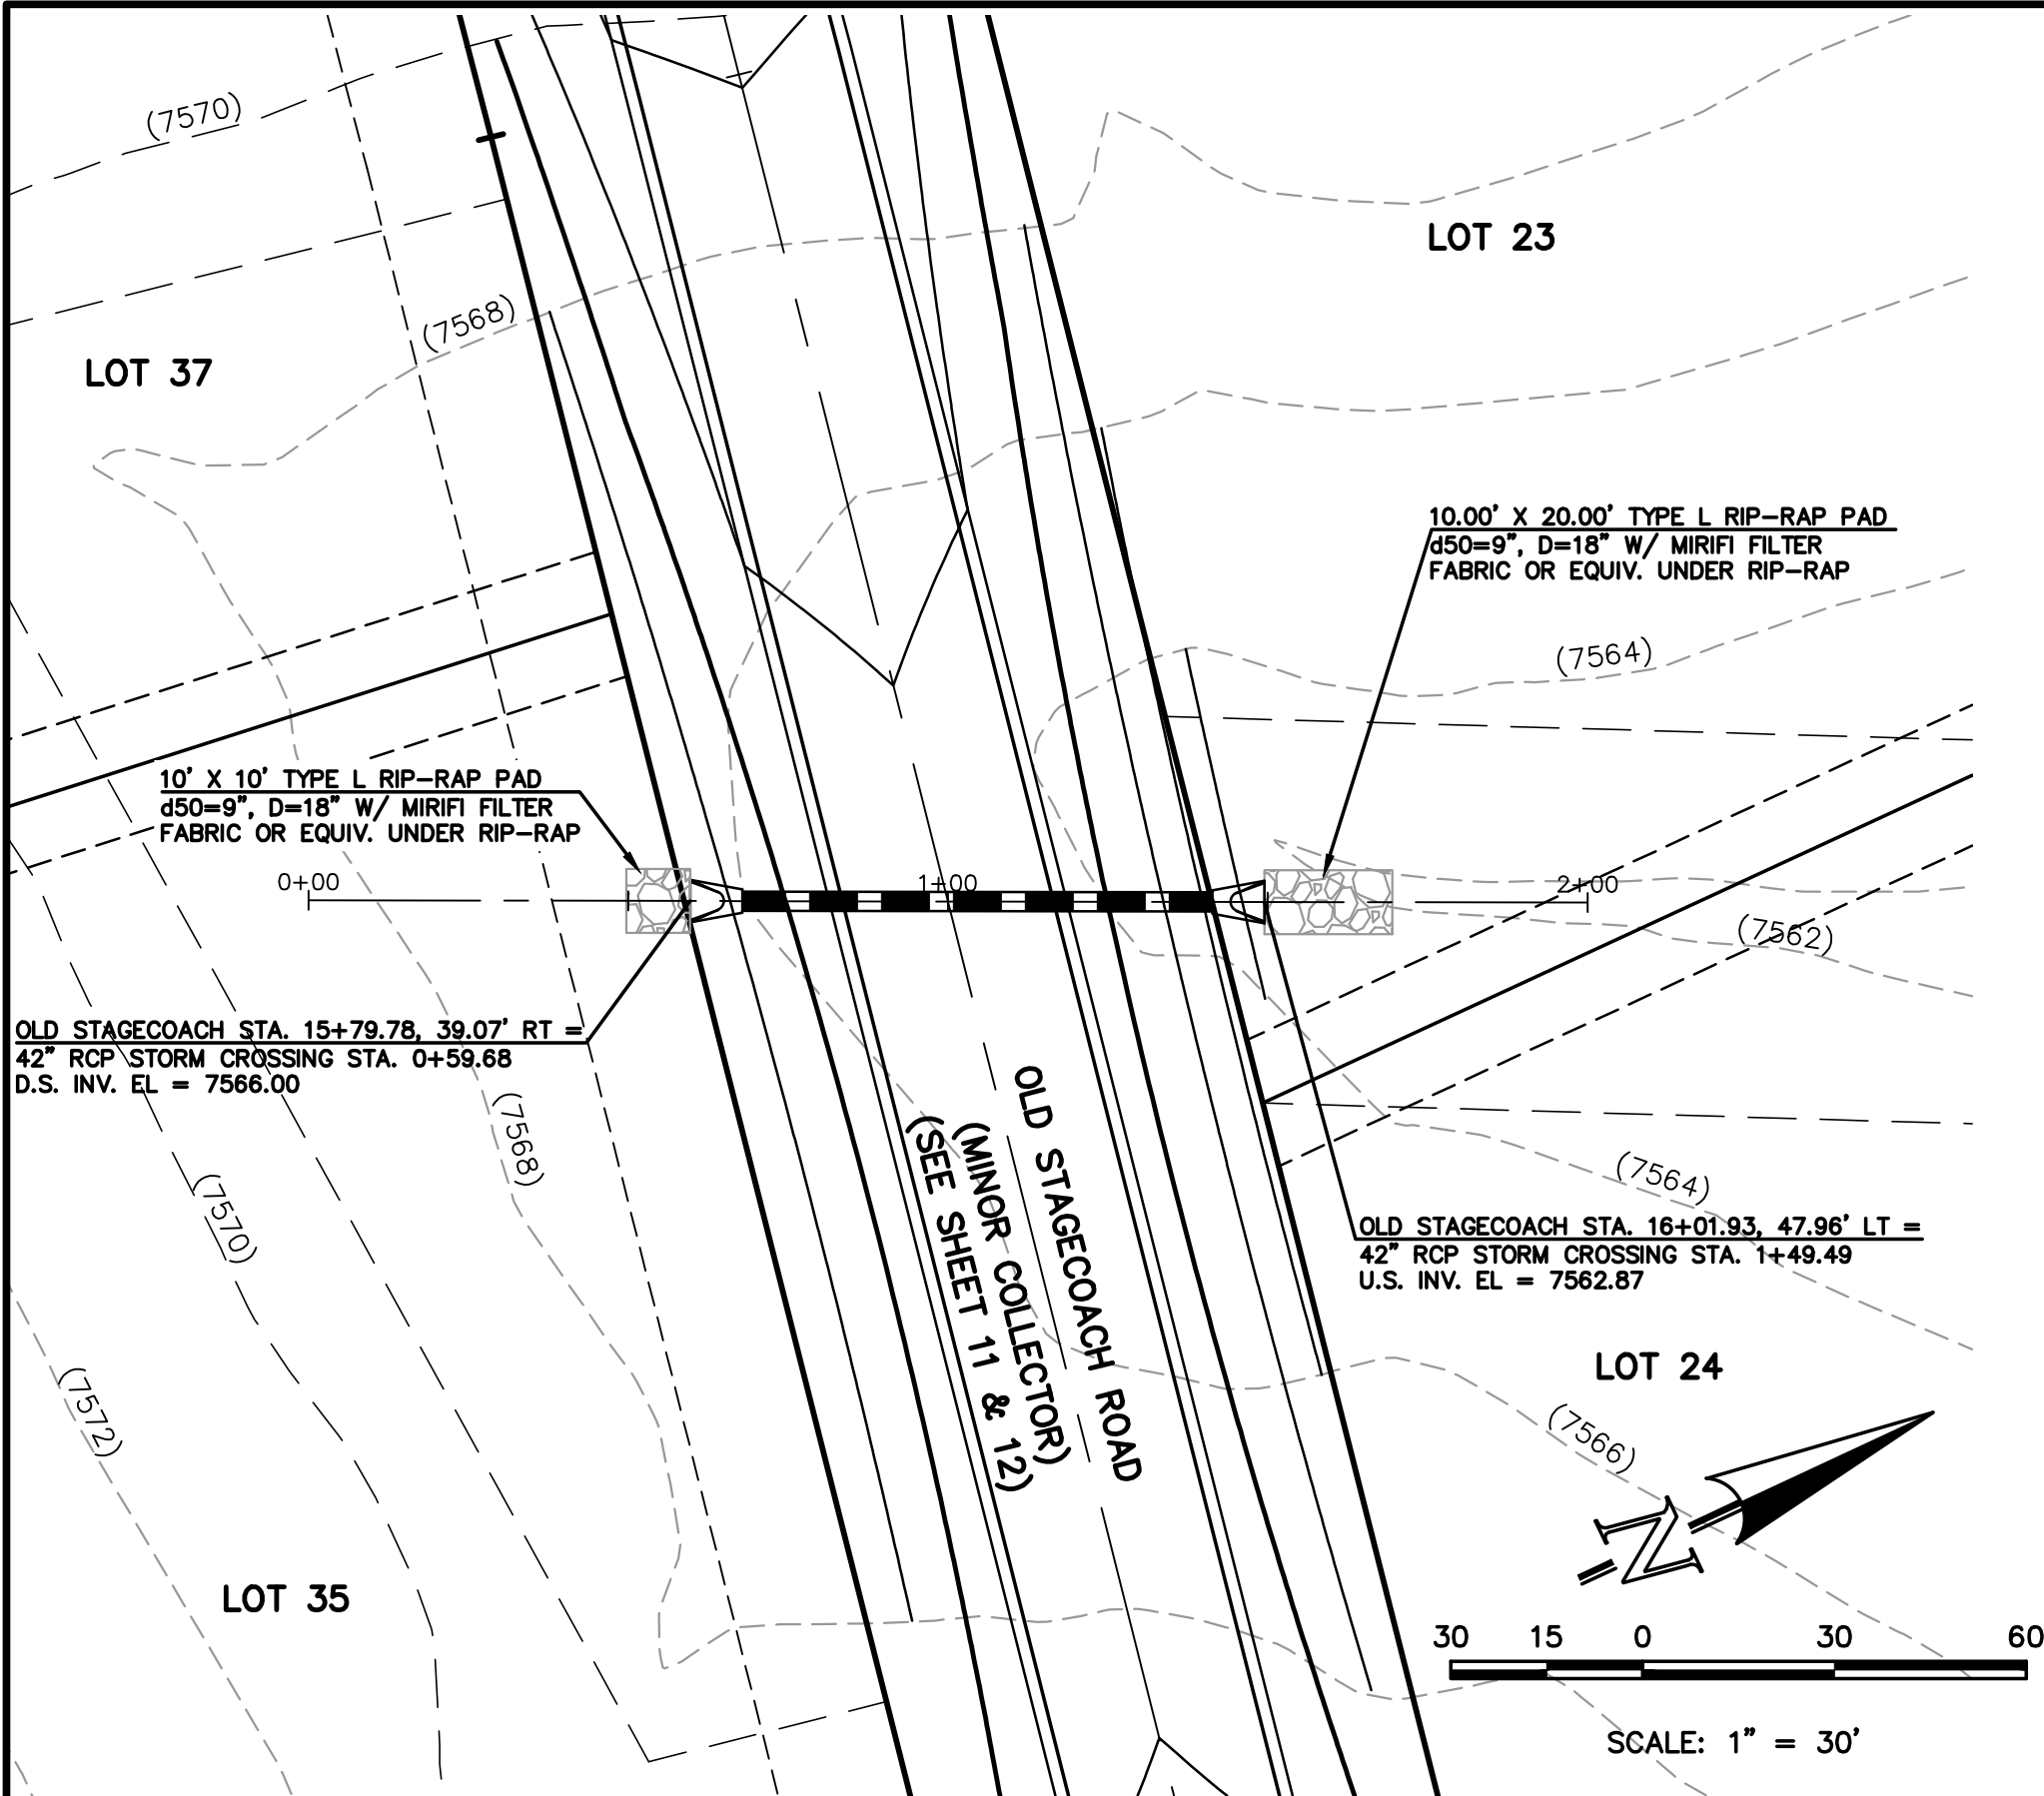 (7570)
LOT 23
(7568)
LOT 37
10.00' X 20.00' TYPE L RIP-RAP PAD
d50=9", D=18" W/ MIRIFI FILTER
FABRIC OR EQUIV. UNDER RIP-RAP
(7564)
10' X 10' TYPE L RIP-RAP PAD
d50=9", D=18" W/ MIRIFI FILTER
FABRIC OR EQUIV. UNDER RIP-RAP
0+00
1+00
2+00
(7562)
OLD STAGECOACH STA. 15+79.78, 39.07' RT =
42" RCP STORM CROSSING STA. 0+59.68
D.S. INV. EL = 7566.00
(7568)
OLD STAGECOACH ROAD
(MINOR COLLECTOR)
(SEE SHEET 11 & 12)
(7570)
(7564)
OLD STAGECOACH STA. 16+01.93, 47.96' LT =
42" RCP STORM CROSSING STA. 1+49.49
U.S. INV. EL = 7562.87
LOT 24
(7572)
(7566)
N
LOT 35
30 15 0 30 60
SCALE: 1" = 30'